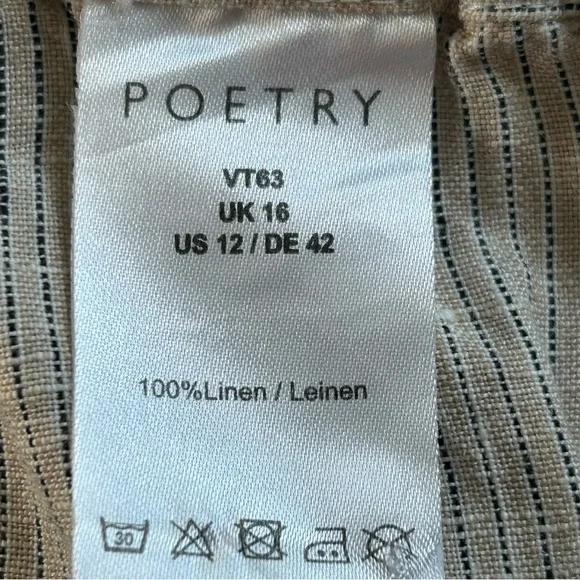 POETRY
VT63
UK 16
US 12 / DE 42
100%Linen / Leinen
30